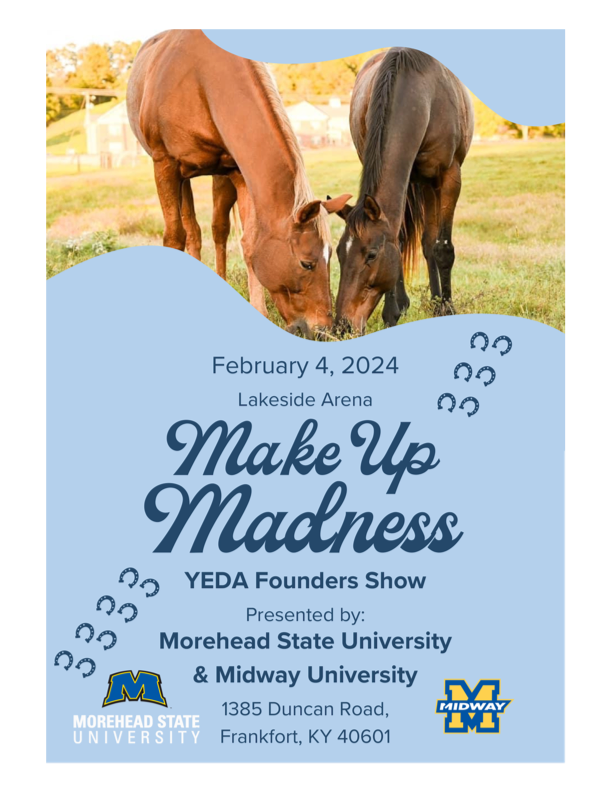 February 4, 2024
Lakeside Arena
Make Up
Madness
YEDA Founders Show
Presented by:
Morehead State University
& Midway University
1385 Duncan Road,
Frankfort, KY 40601
M
MOREHEAD STATE
UNIVERSITY
M
MIDWAY